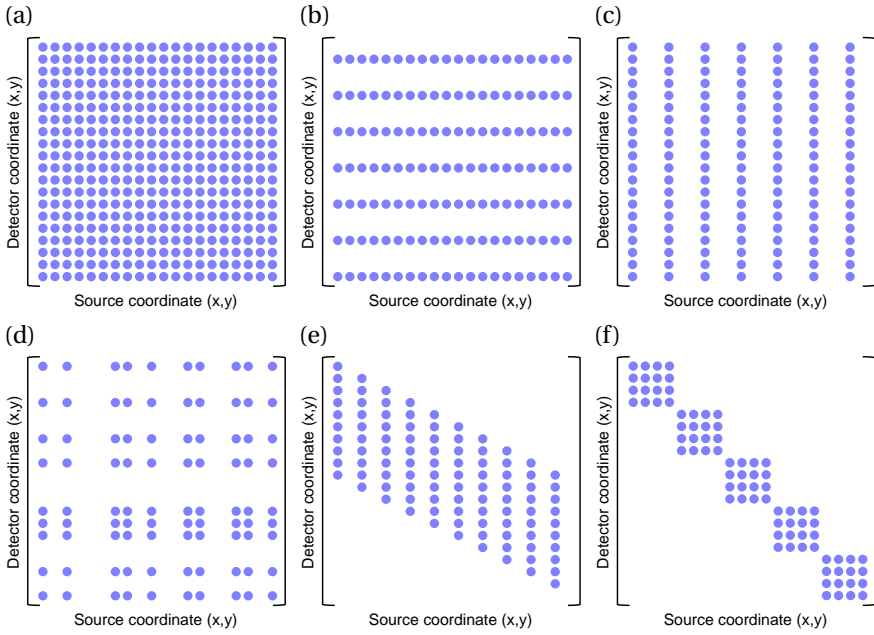 (a)
Detector coordinate (x,y)
Source coordinate (x,y)
(b)
Detector coordinate (x,y)
Source coordinate (x,y)
(c)
Detector coordinate (x,y)
Source coordinate (x,y)
(d)
Detector coordinate (x,y)
Source coordinate (x,y)
(e)
Detector coordinate (x,y)
Source coordinate (x,y)
(f)
Detector coordinate (x,y)
Source coordinate (x,y)